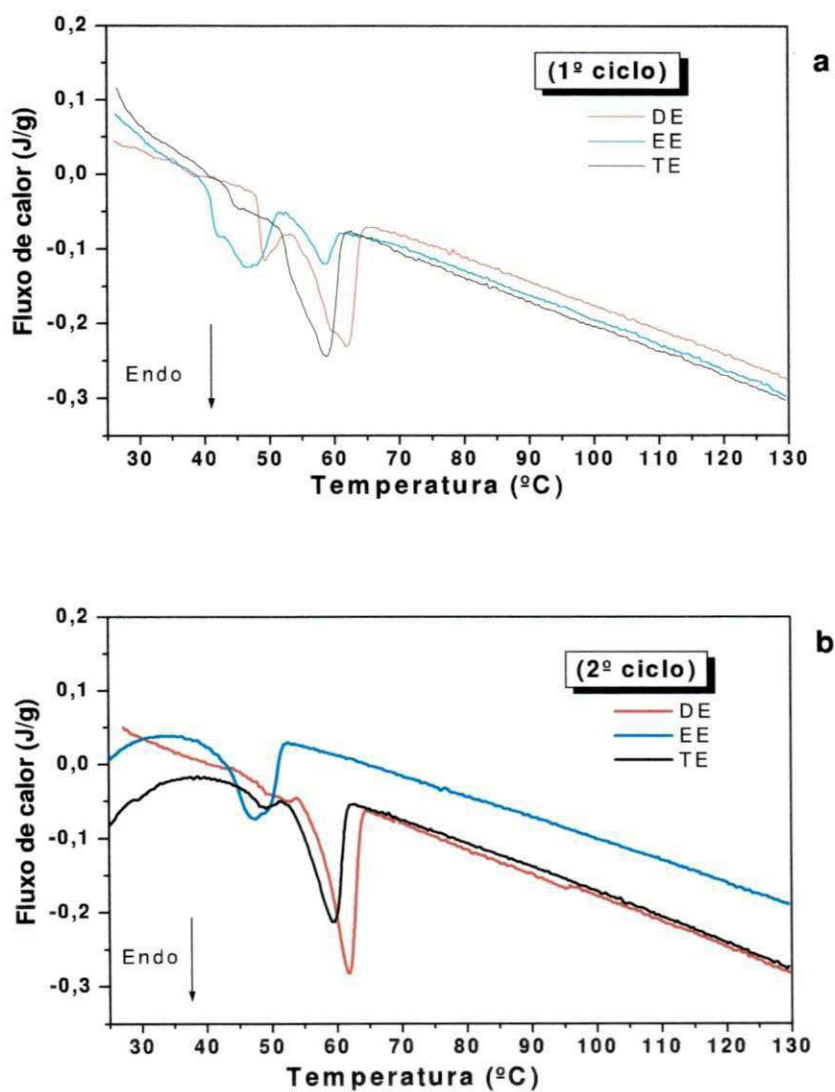 0,2
0,1
0,0
-0,1
-0,2
-0,3
Fluxo de calor (J/g)
(1º ciclo)
a
DE
EE
TE
Endo
30 40 50 60 70 80 90 100 110 120 130
Temperatura (ºC)
0,2
0,1
0,0
-0,1
-0,2
-0,3
Fluxo de calor (J/g)
(2º ciclo)
b
DE
EE
TE
Endo
30 40 50 60 70 80 90 100 110 120 130
Temperatura (ºC)